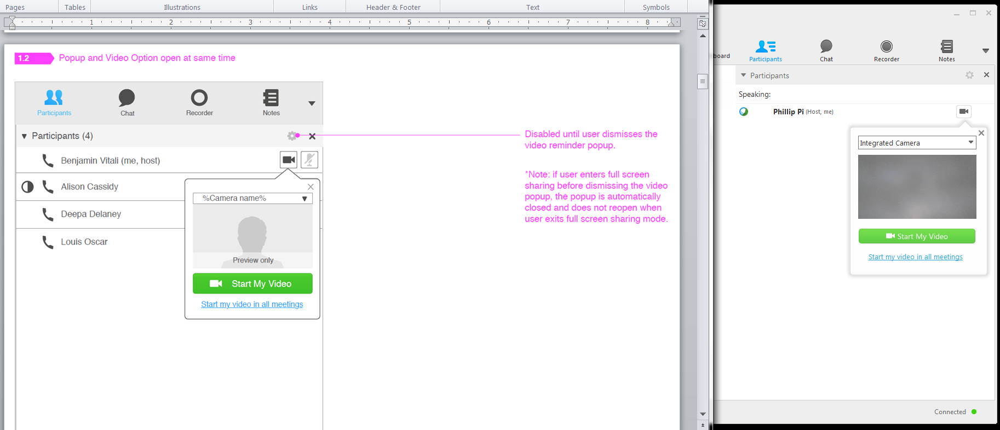 Pages
Tables
Illustrations
Links
Header & Footer
Text
Symbols
1
2
3
4
5
6
7
8
1.2
Popup and Video Option open at same time
Participants
Chat
Recorder
Notes
Participants (4)
Benjamin Vitali (me, host)
Alison Cassidy
Deepa Delaney
Louis Oscar
%Camera name%
Preview only
Start My Video
Start my video in all meetings
Disabled until user dismisses the
video reminder popup.
*Note: if user enters full screen
sharing before dismissing the video
popup, the popup is automatically
closed and does not reopen when
user exits full screen sharing mode.
board
Participants
Chat
Recorder
Notes
Participants
Speaking:
Phillip Pi (Host, me)
Integrated Camera
Start My Video
Start my video in all meetings
Connected